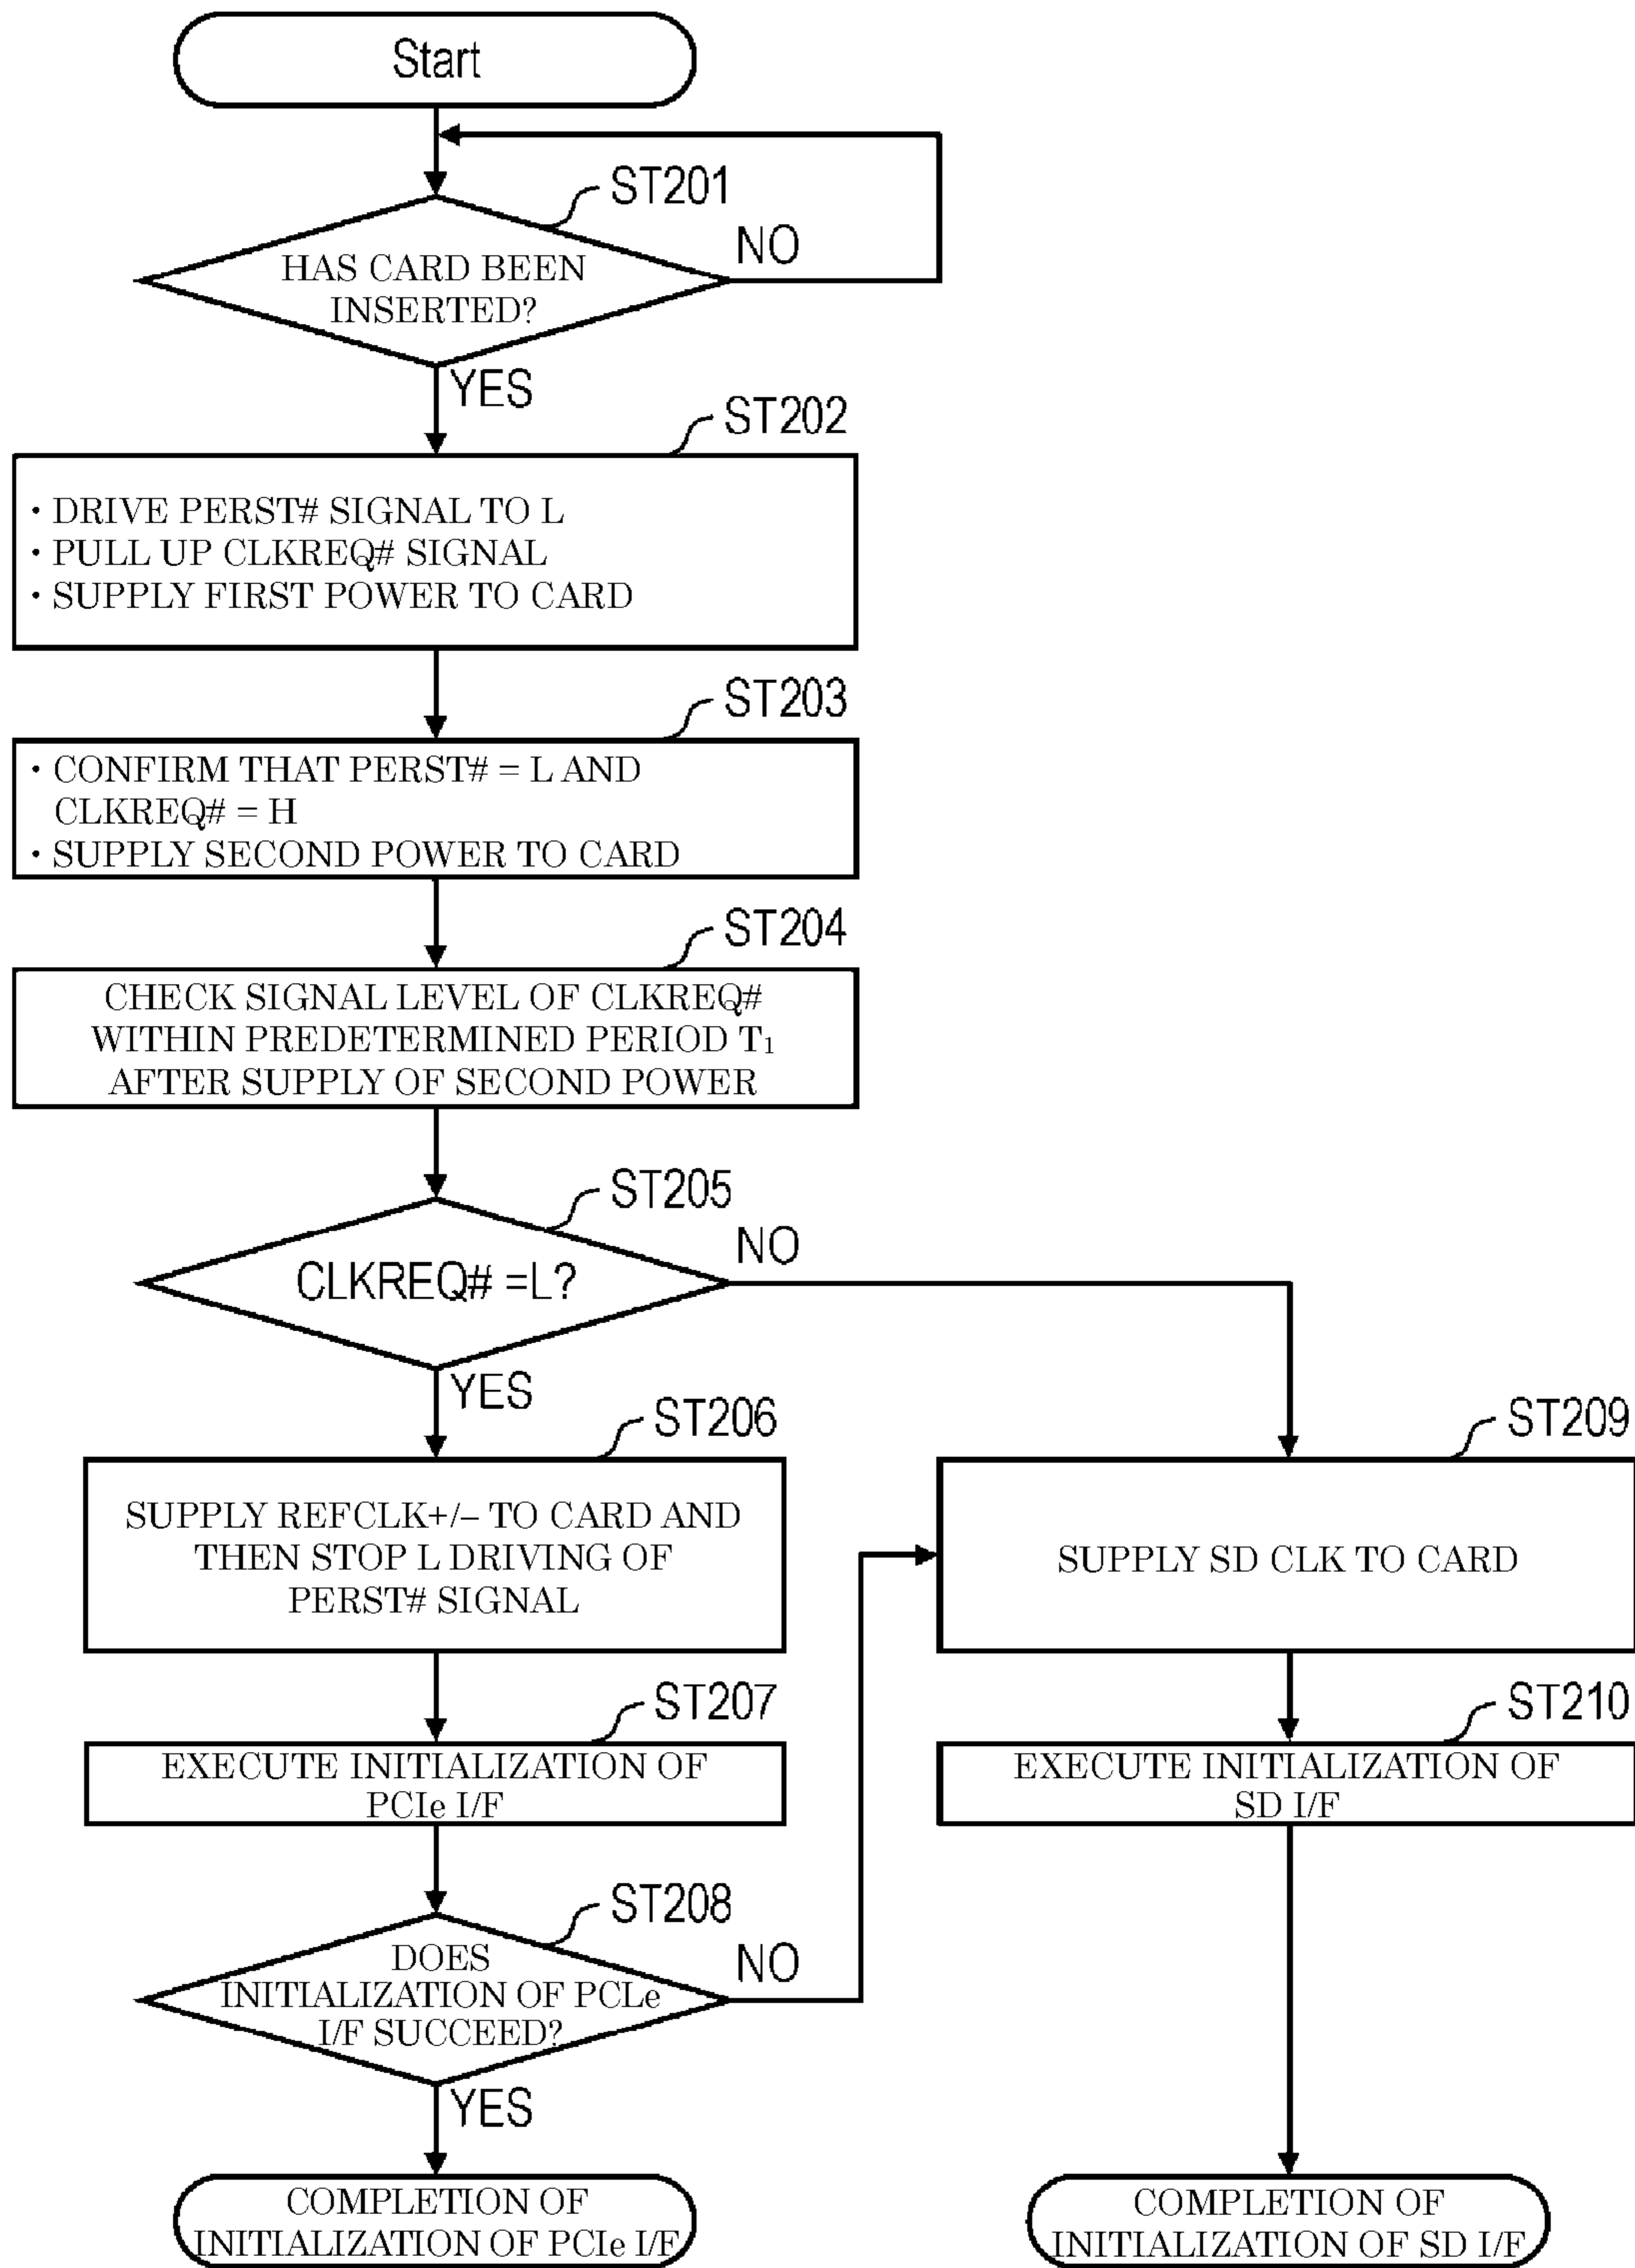 Start
ST201
HAS CARD BEEN
INSERTED?
NO
YES
ST202
· DRIVE PERST# SIGNAL TO L
· PULL UP CLKREQ# SIGNAL
· SUPPLY FIRST POWER TO CARD
ST203
· CONFIRM THAT PERST# = L AND
CLKREQ# = H
· SUPPLY SECOND POWER TO CARD
ST204
CHECK SIGNAL LEVEL OF CLKREQ#
WITHIN PREDETERMINED PERIOD T₁
AFTER SUPPLY OF SECOND POWER
ST205
CLKREQ# =L?
NO
YES
ST206
SUPPLY REFCLK+/– TO CARD AND
THEN STOP L DRIVING OF
PERST# SIGNAL
ST207
EXECUTE INITIALIZATION OF
PCIe I/F
ST208
DOES
INITIALIZATION OF PCLe
I/F SUCCEED?
NO
YES
COMPLETION OF
INITIALIZATION OF PCIe I/F
ST209
SUPPLY SD CLK TO CARD
ST210
EXECUTE INITIALIZATION OF
SD I/F
COMPLETION OF
INITIALIZATION OF SD I/F